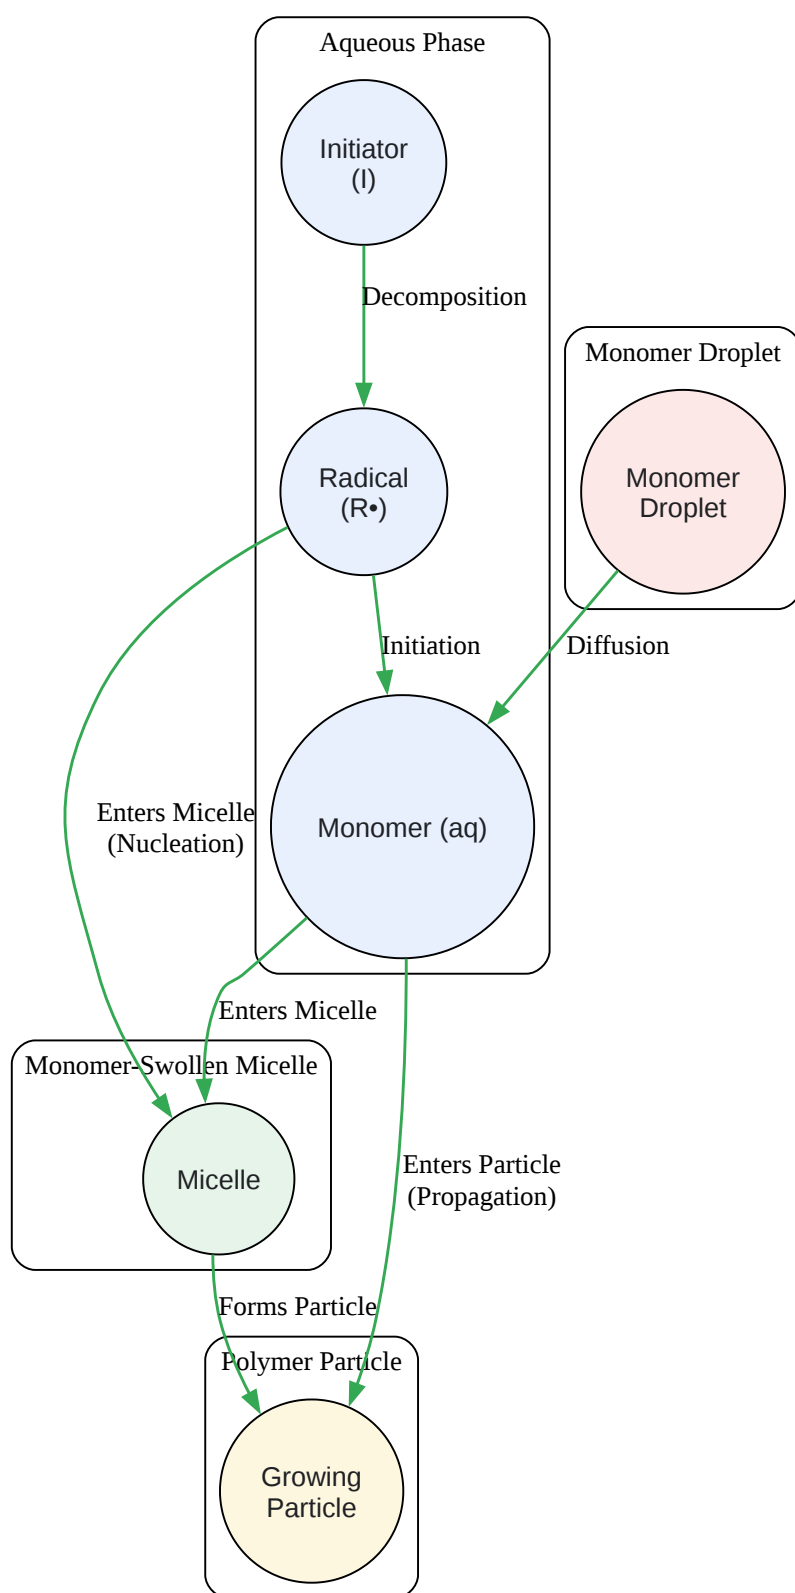 Aqueous Phase
Initiator
(I)
Decomposition
Monomer Droplet
Radical
(R•)
Monomer
Droplet
Initiation
Diffusion
Enters Micelle
(Nucleation)
Monomer (aq)
Enters Micelle
Monomer-Swollen Micelle
Micelle
Enters Particle
(Propagation)
Forms Particle
Polymer Particle
Growing
Particle